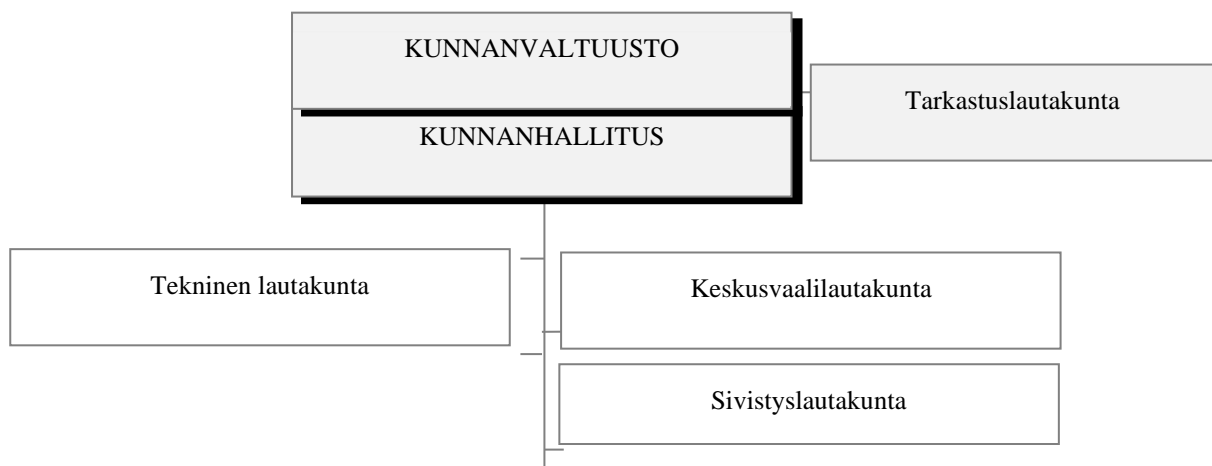 KUNNANVALTUUSTO
Tarkastuslautakunta
KUNNANHALLITUS
Tekninen lautakunta
Keskusvaalilautakunta
Sivistyslautakunta